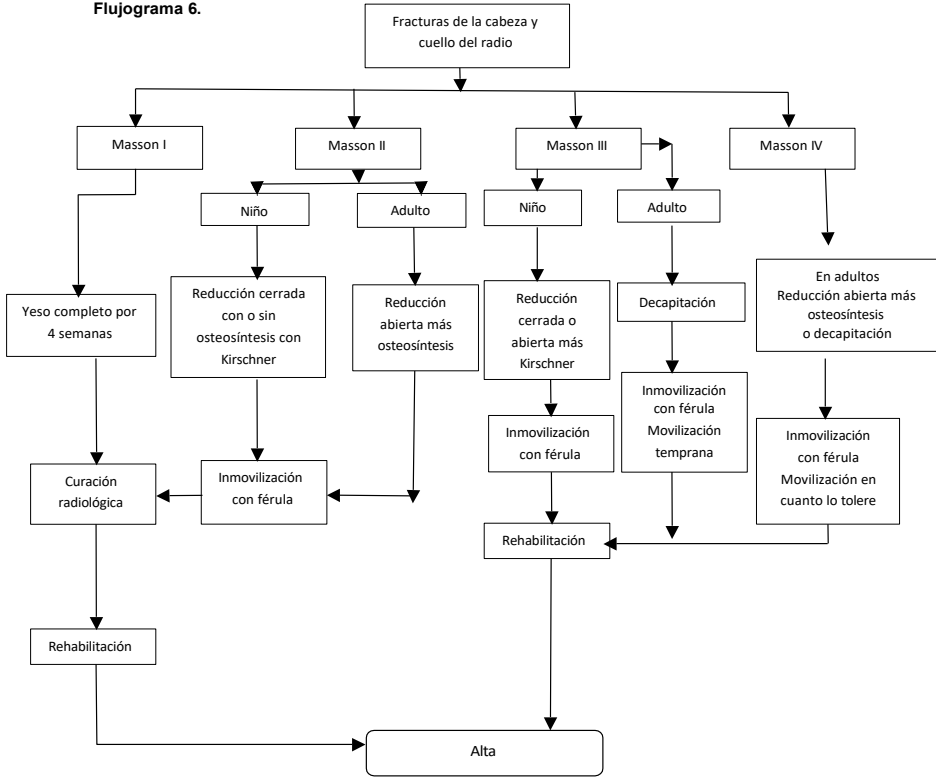 Flujograma 6.
Fracturas de la cabeza y
cuello del radio
Masson I
Masson II
Masson III
Masson IV
Niño
Adulto
Niño
Adulto
Yeso completo por
4 semanas
Reducción cerrada
con o sin
osteosíntesis con
Kirschner
Reducción
abierta más
osteosíntesis
Reducción
cerrada o
abierta más
Kirschner
Decapitación
En adultos
Reducción abierta más
osteosíntesis
o decapitación
Inmovilización
con férula
Movilización
temprana
Inmovilización
con férula
Inmovilización
con férula
Movilización en
cuanto lo tolere
Curación
radiológica
Inmovilización
con férula
Rehabilitación
Rehabilitación
Alta